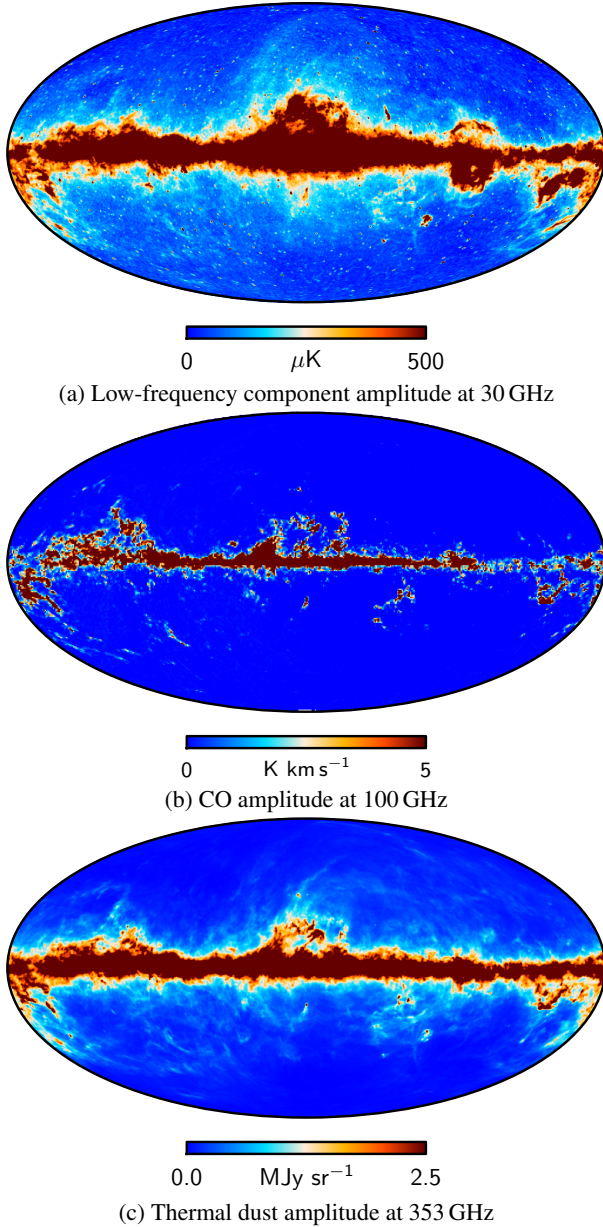 0 μK 500
(a) Low-frequency component amplitude at 30 GHz
0 K km s⁻¹ 5
(b) CO amplitude at 100 GHz
0.0 MJy sr⁻¹ 2.5
(c) Thermal dust amplitude at 353 GHz